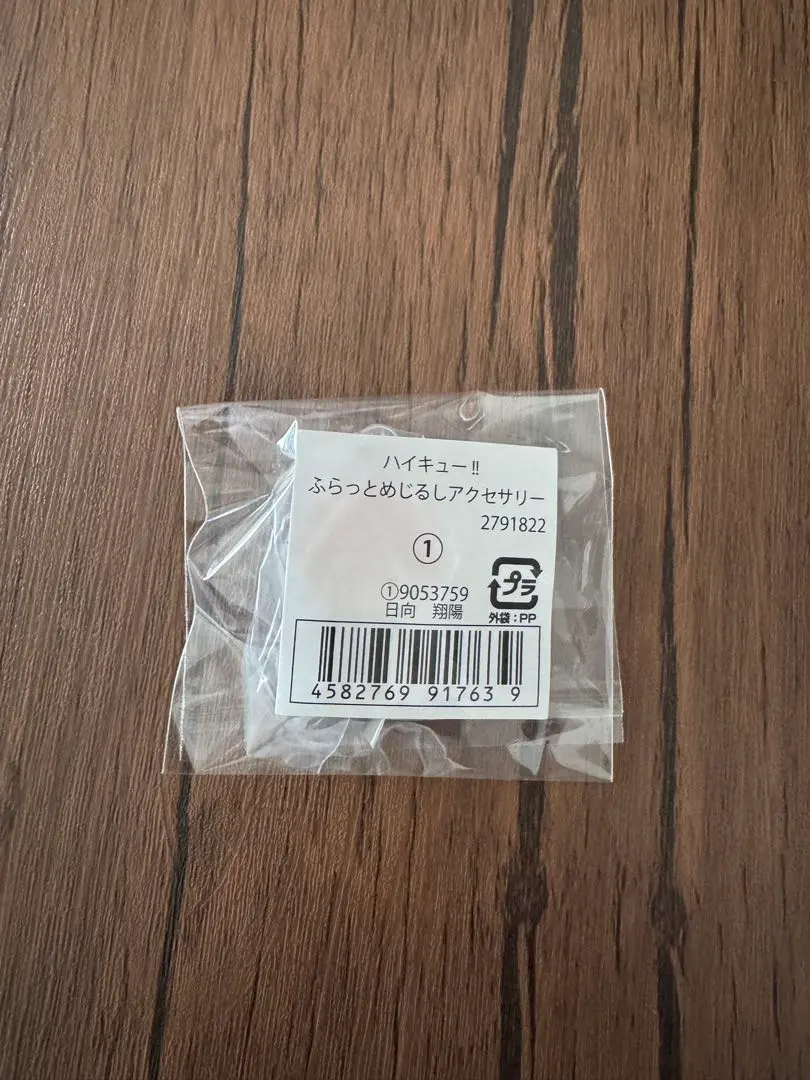 ハイキュー!!
ふらっとめじるしアクセサリー
2791822
①
①9053759
日向 翔陽
プラ
外袋：PP
4582769 91763 9